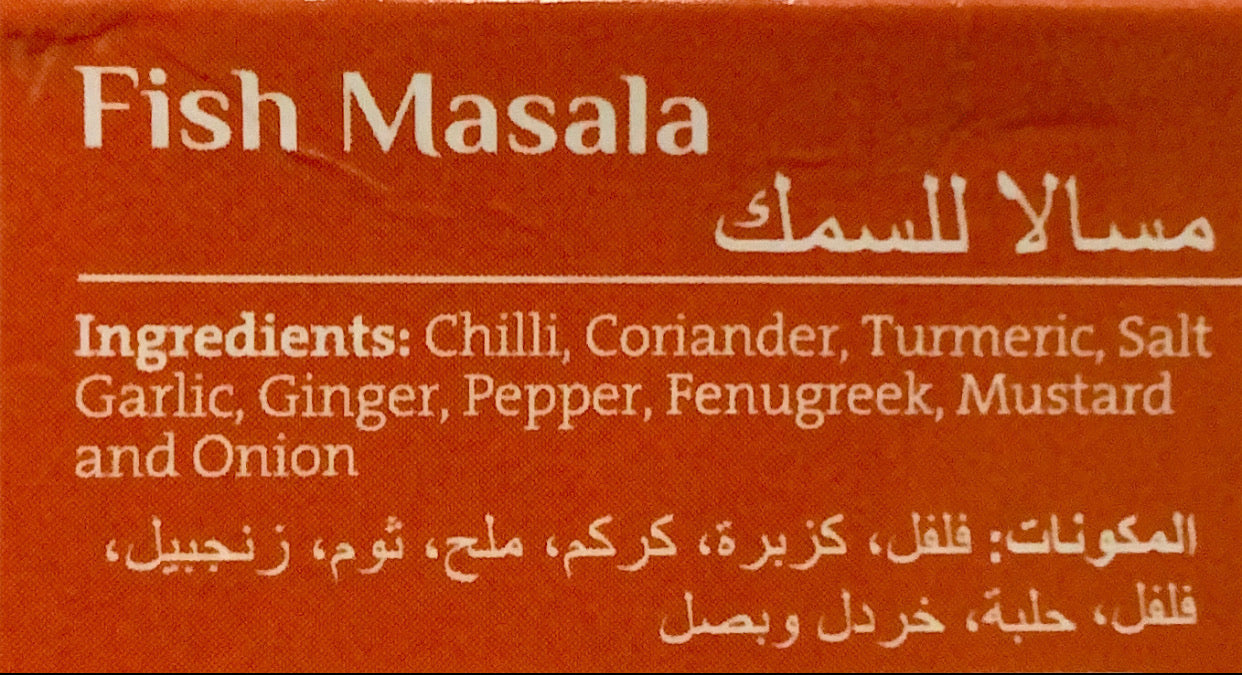 Fish Masala
مسالا للسمك
Ingredients: Chilli, Coriander, Turmeric, Salt
Garlic, Ginger, Pepper, Fenugreek, Mustard
and Onion
المكونات: فلفل، كزبرة، كركم، ملح، ثوم، زنجبيل،
فلفل، حلبة، خردل وبصل